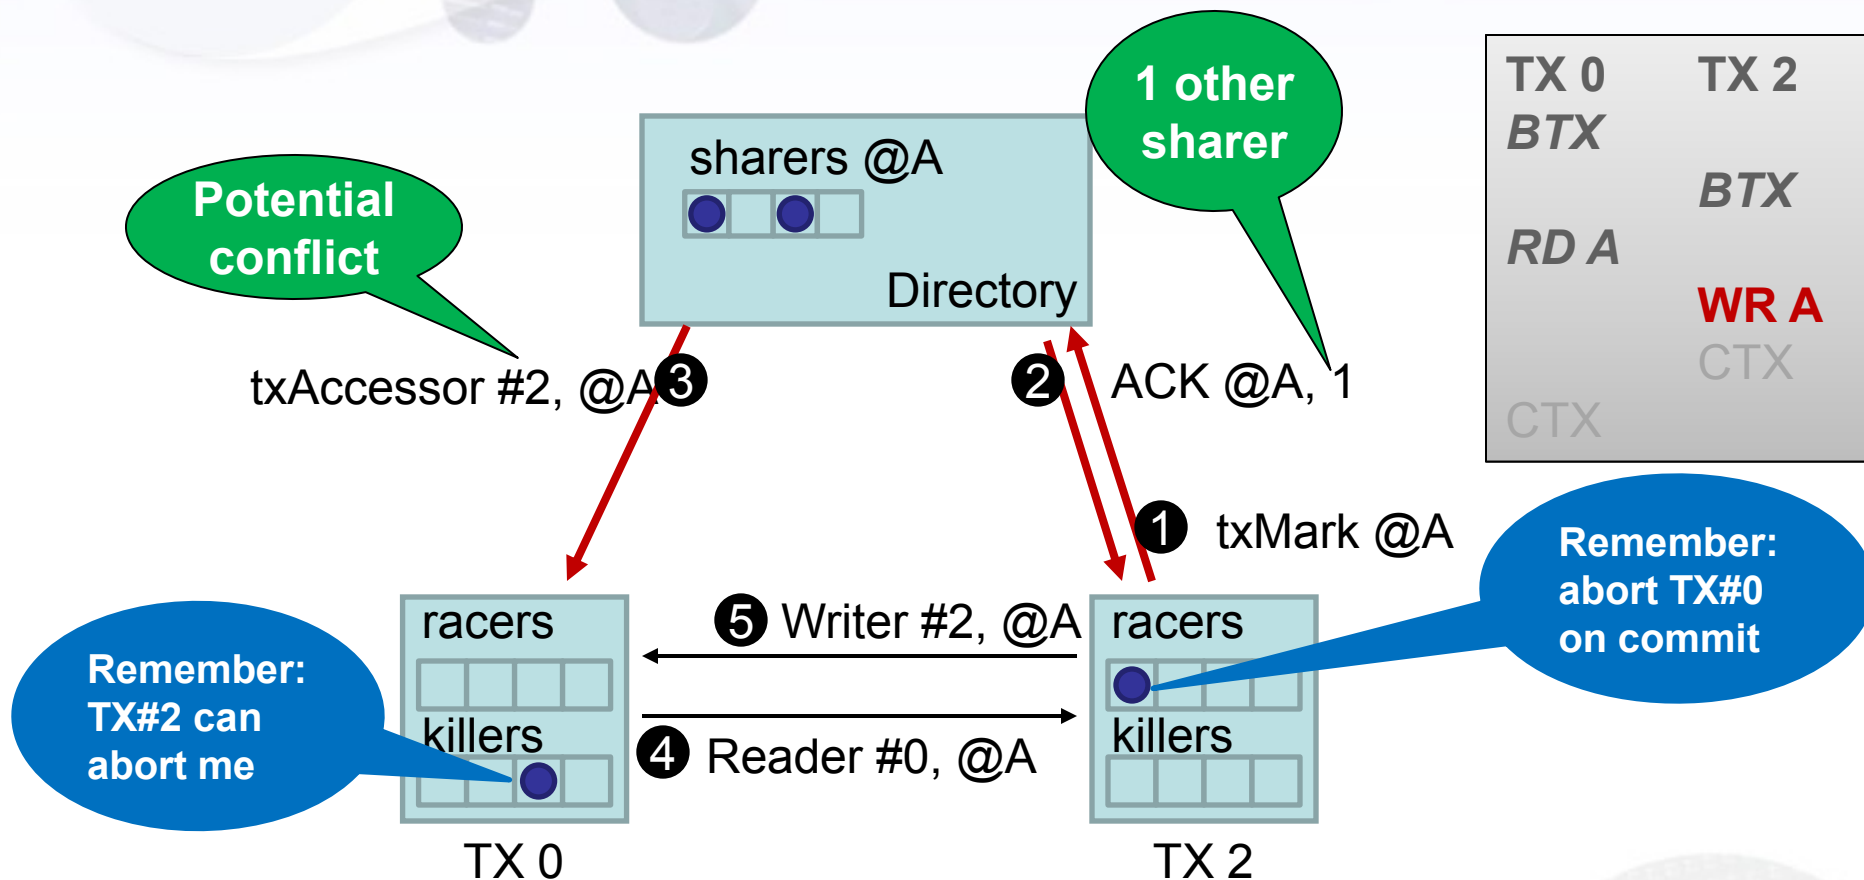 1 other
sharer
TX 0 TX 2
BTX
BTX
RD A
WR A
CTX
CTX
sharers @A
Directory
Potential
conflict
txAccessor #2, @A 3
2 ACK @A, 1
1 txMark @A
Remember:
abort TX#0
on commit
racers
5 Writer #2, @A
racers
Remember:
TX#2 can
abort me
killers
4 Reader #0, @A
killers
TX 0
TX 2